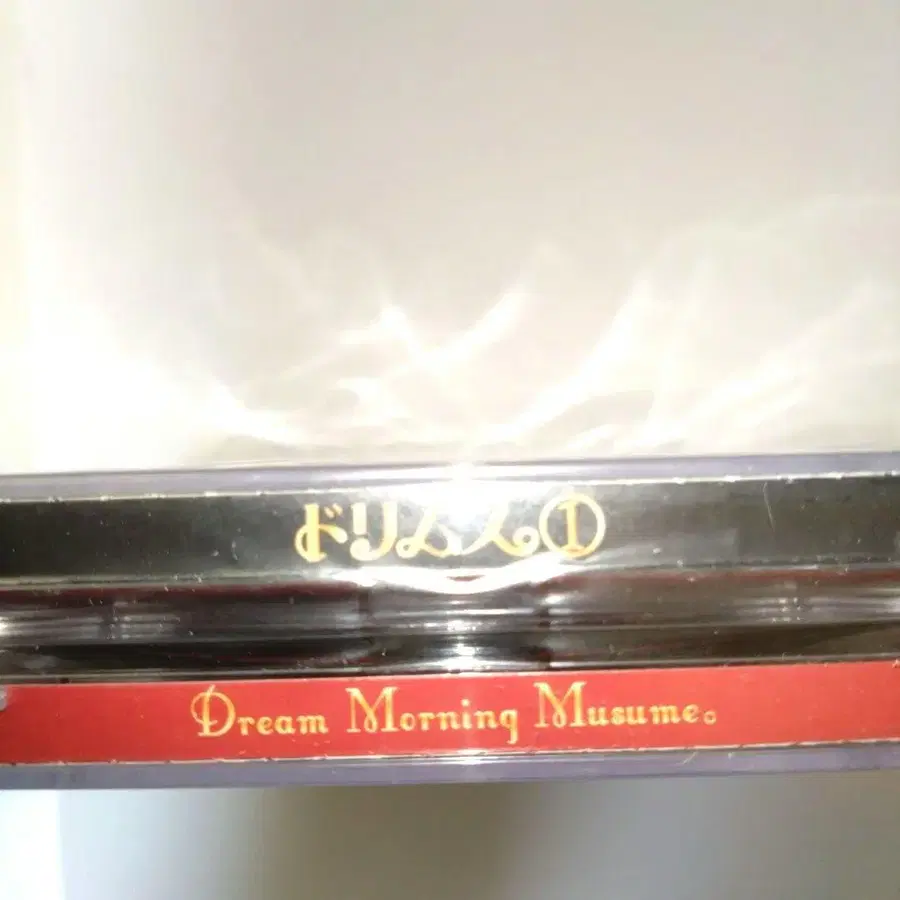 ドリムス①
Dream Morning Musume。